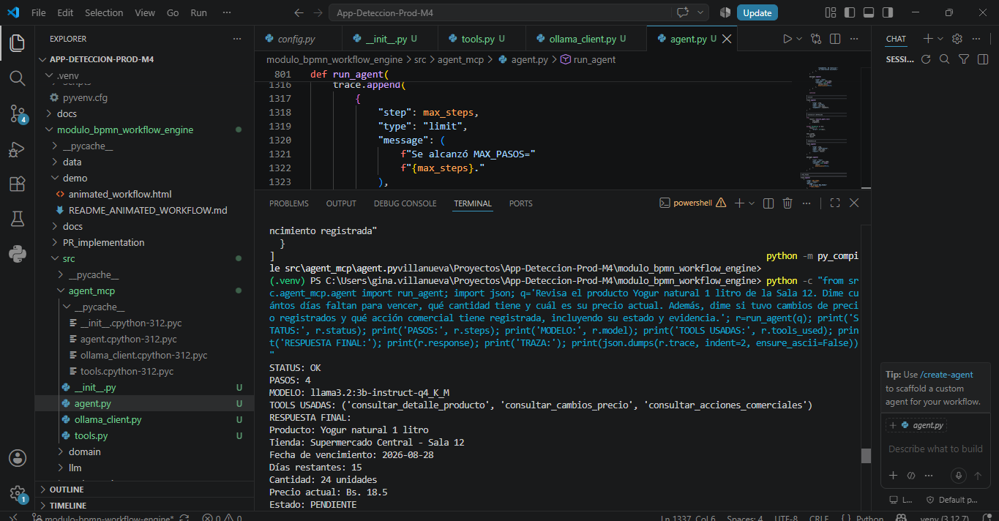 File Edit Selection View Go Run ··· App-Deteccion-Prod-M4 Update
EXPLORER
APP-DETECCION-PROD-M4
.venv
Scripts
pyvenv.cfg
docs
modulo_bpmn_workflow_engine
__pycache__
data
demo
animated_workflow.html
README_ANIMATED_WORKFLOW.md
docs
PR_implementation
src
__pycache__
agent_mcp
__pycache__
__init__.cpython-312.pyc
agent.cpython-312.pyc
ollama_client.cpython-312.pyc
tools.cpython-312.pyc
__init__.py U
agent.py U
ollama_client.py U
tools.py U
domain
llm
OUTLINE
TIMELINE
4
1
config.py __init__.py U tools.py U ollama_client.py U agent.py U
modulo_bpmn_workflow_engine > src > agent_mcp > agent.py > run_agent
801 def run_agent(
1316 trace.append(
1317 {
1318 "step": max_steps,
1319 "type": "limit",
1320 "message": (
1321 f"Se alcanzó MAX_PASOS="
1322 f"{max_steps}."
1323 ),
PROBLEMS OUTPUT DEBUG CONSOLE TERMINAL PORTS powershell
ncimiento registrada"
}
] python -m py_compi
le src\agent_mcp\agent.pyvillanueva\Proyectos\App-Deteccion-Prod-M4\modulo_bpmn_workflow_engine>
(.venv) PS C:\Users\gina.villanueva\Proyectos\App-Deteccion-Prod-M4\modulo_bpmn_workflow_engine> python -c "from sr
c.agent_mcp.agent import run_agent; import json; q='Revisa el producto Yogur natural 1 litro de la Sala 12. Dime cu
ántos días faltan para vencer, qué cantidad tiene y cuál es su precio actual. Además, dime si tuvo cambios de preci
o registrados y qué acción comercial tiene registrada, incluyendo su estado y evidencia.'; r=run_agent(q); print('S
TATUS:', r.status); print('PASOS:', r.steps); print('MODELO:', r.model); print('TOOLS USADAS:', r.tools_used); prin
t('RESPUESTA FINAL:'); print(r.response); print('TRAZA:'); print(json.dumps(r.trace, indent=2, ensure_ascii=False))
"
STATUS: OK
PASOS: 4
MODELO: llama3.2:3b-instruct-q4_K_M
TOOLS USADAS: ('consultar_detalle_producto', 'consultar_cambios_precio', 'consultar_acciones_comerciales')
RESPUESTA FINAL:
Producto: Yogur natural 1 litro
Tienda: Supermercado Central - Sala 12
Fecha de vencimiento: 2026-08-28
Días restantes: 15
Cantidad: 24 unidades
Precio actual: Bs. 18.5
Estado: PENDIENTE
CHAT
SESSI...
Tip: Use /create-agent
to scaffold a custom
agent for your workflow.
agent.py
Describe what to build
L... Default p...
modulo-bpmn-workflow-engine* 0 0 Ln 1337, Col 6 Spaces: 4 UTF-8 CRLF {} Python .venv (3.12.7)